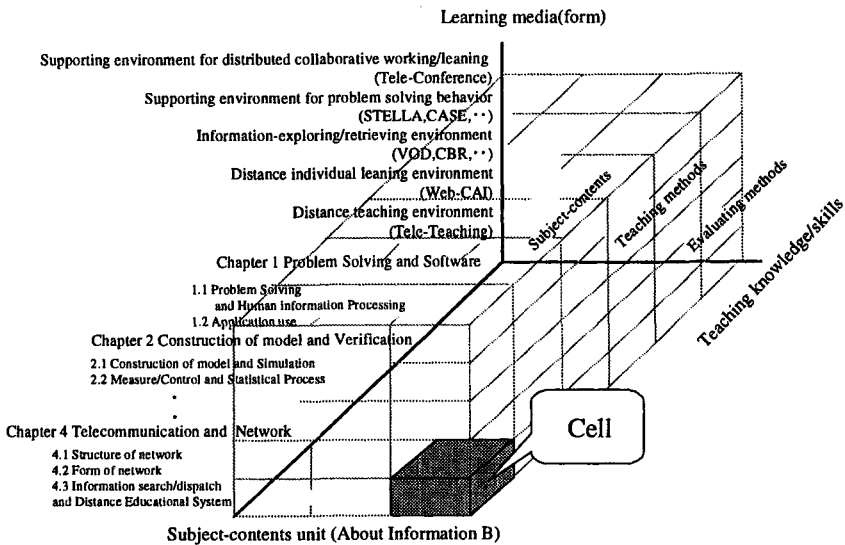 Learning media(form)
Supporting environment for distributed collaborative working/leaning
(Tele-Conference)
Supporting environment for problem solving behavior
(STELLA,CASE,··)
Information-exploring/retrieving environment
(VOD,CBR,··)
Distance individual leaning environment
(Web-CAI)
Distance teaching environment
(Tele-Teaching)
Subject-contents
Teaching methods
Evaluating methods
Teaching knowledge/skills
Chapter 1 Problem Solving and Software
1.1 Problem Solving
and Human information Processing
1.2 Application use
Chapter 2 Construction of model and Verification
2.1 Construction of model and Simulation
2.2 Measure/Control and Statistical Process
·
·
Chapter 4 Telecommunication and Network
4.1 Structure of network
4.2 Form of network
4.3 Information search/dispatch
and Distance Educational System
Cell
Subject-contents unit (About Information B)